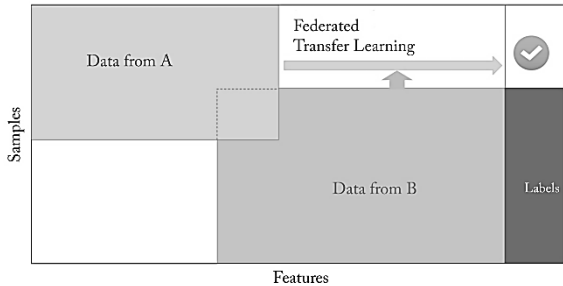 Federated
Transfer Learning
Data from A
Samples
Data from B
Labels
Features